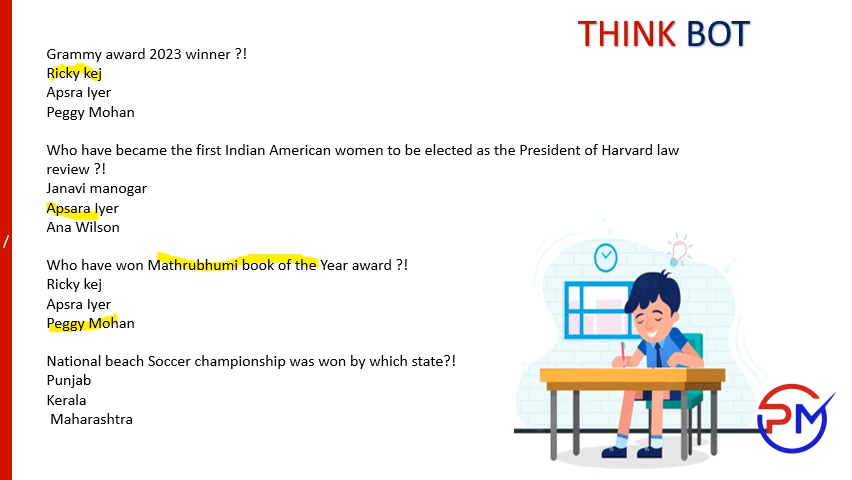 THINK BOT
Grammy award 2023 winner ?!
Ricky kej
Apsra Iyer
Peggy Mohan
Who have became the first Indian American women to be elected as the President of Harvard law
review ?!
Janavi manogar
Apsara Iyer
Ana Wilson
Who have won Mathrubhumi book of the Year award ?!
Ricky kej
Apsra Iyer
Peggy Mohan
National beach Soccer championship was won by which state?!
Punjab
Kerala
Maharashtra
/
PM